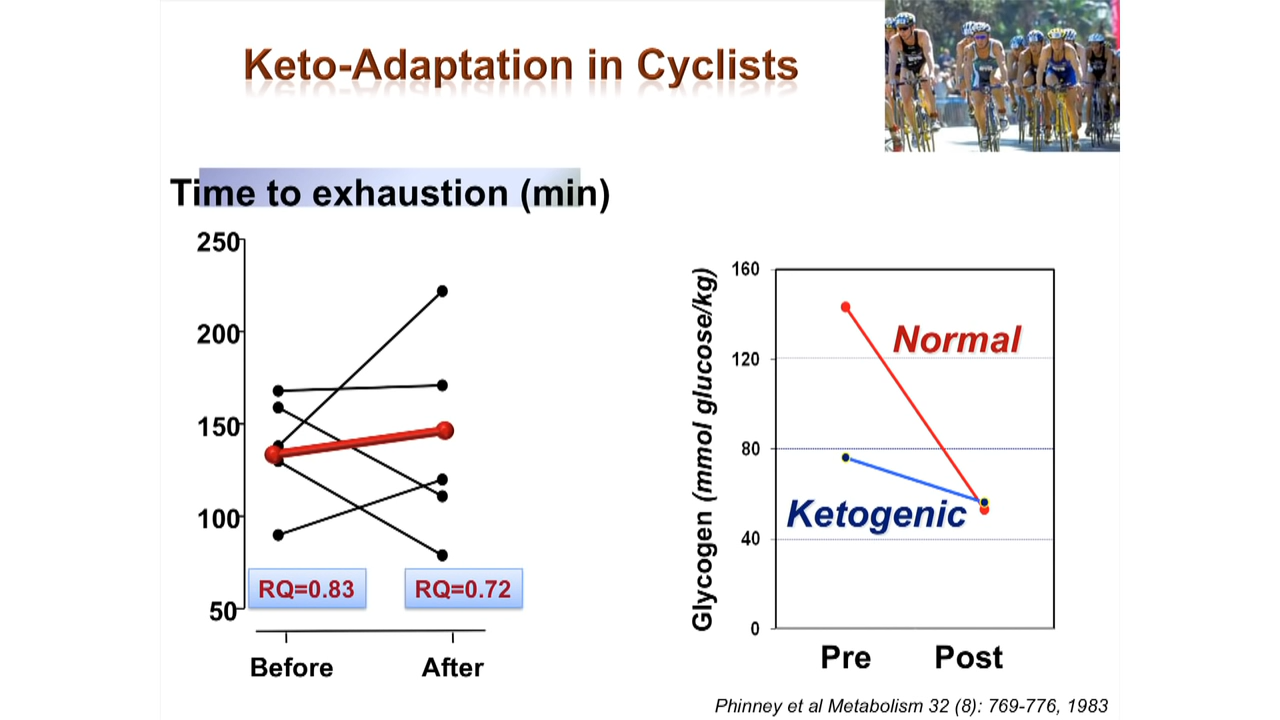 Keto-Adaptation in Cyclists
Time to exhaustion (min)
250
200
150
100
50
RQ=0.83
RQ=0.72
Before
After
Glycogen (mmol glucose/kg)
160
120
80
40
0
Normal
Ketogenic
Pre
Post
Phinney et al Metabolism 32 (8): 769-776, 1983